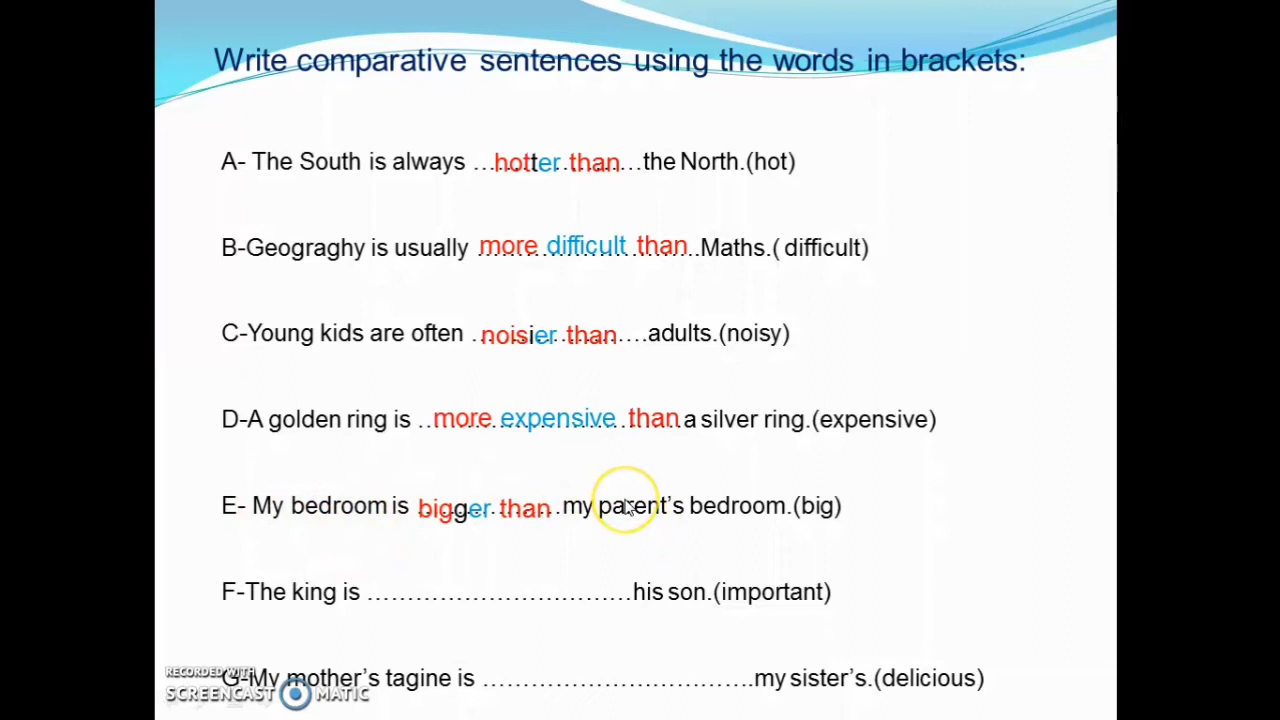 Write comparative sentences using the words in brackets:
A- The South is always ...hotter than...the North.(hot)
B-Geograghy is usually more difficult than..Maths.( difficult)
C-Young kids are often .noisier than....adults.(noisy)
D-A golden ring is ..more expensive than a silver ring.(expensive)
E- My bedroom is bigger than .my parent’s bedroom.(big)
F-The king is ……………………………his son.(important)
G-My mother’s tagine is …………………………….my sister’s.(delicious)
RECORDED WITH
SCREENCAST MATIC